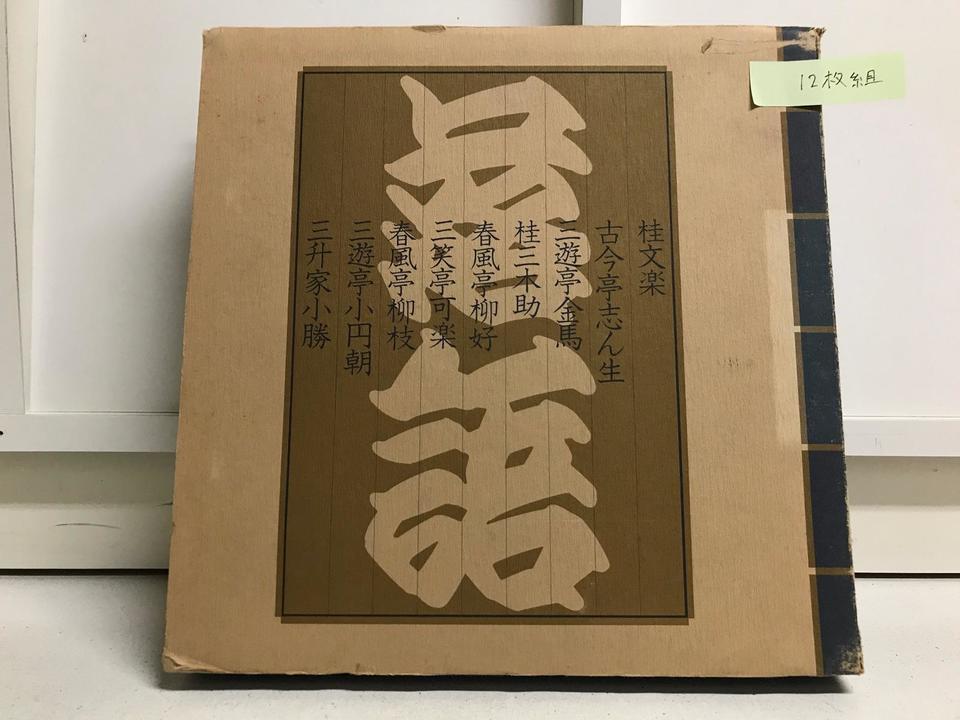 12枚組
語
桂文楽
古今亭志ん生
三遊亭金馬
桂三木助
春風亭柳好
三笑亭可楽
春風亭柳枝
三遊亭小円朝
三升家小勝